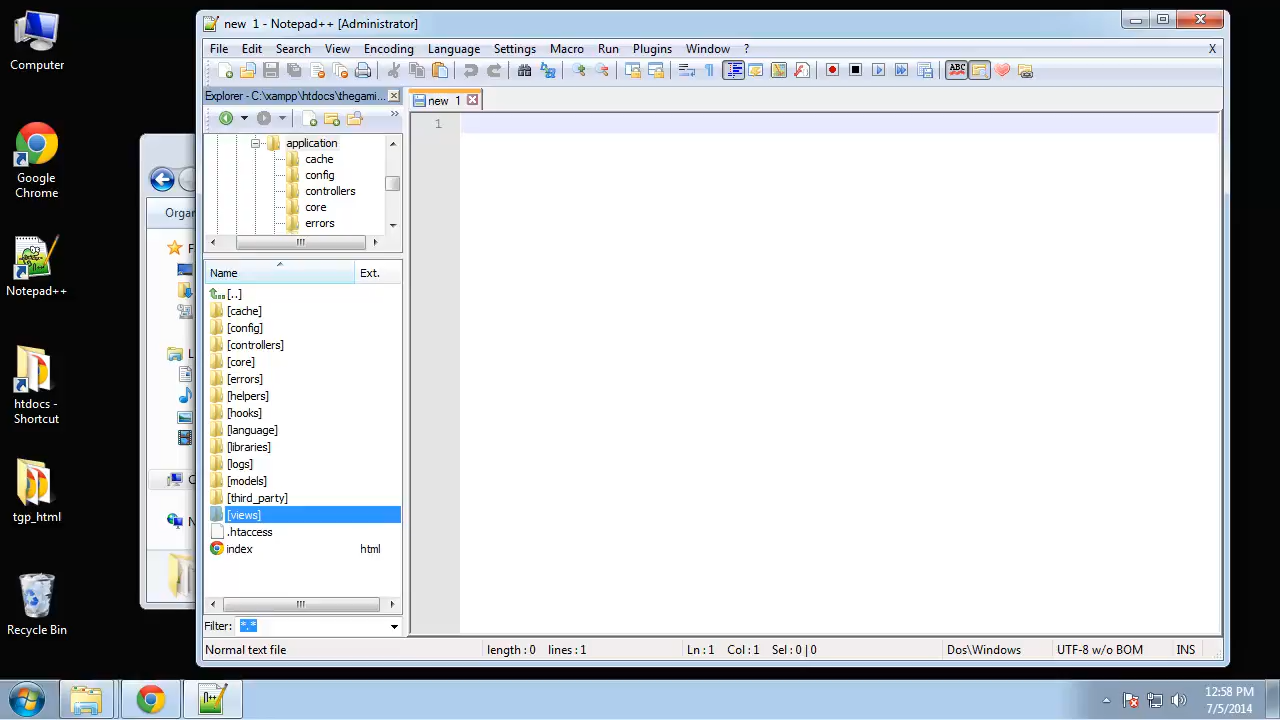 Computer
Google
Chrome
Notepad++
htdocs -
Shortcut
tgp_html
Recycle Bin
Organ
new 1 - Notepad++ [Administrator]
File Edit Search View Encoding Language Settings Macro Run Plugins Window ? X
ABC
Explorer - C:\xampp\htdocs\thegami...
new 1
»
application
cache
config
controllers
core
errors
Name Ext.
[..]
[cache]
[config]
[controllers]
[core]
[errors]
[helpers]
[hooks]
[language]
[libraries]
[logs]
[models]
[third_party]
[views]
.htaccess
index html
Filter: *.*
1
Normal text file length : 0 lines : 1 Ln : 1 Col : 1 Sel : 0 | 0 Dos\Windows UTF-8 w/o BOM INS
12:58 PM
7/5/2014